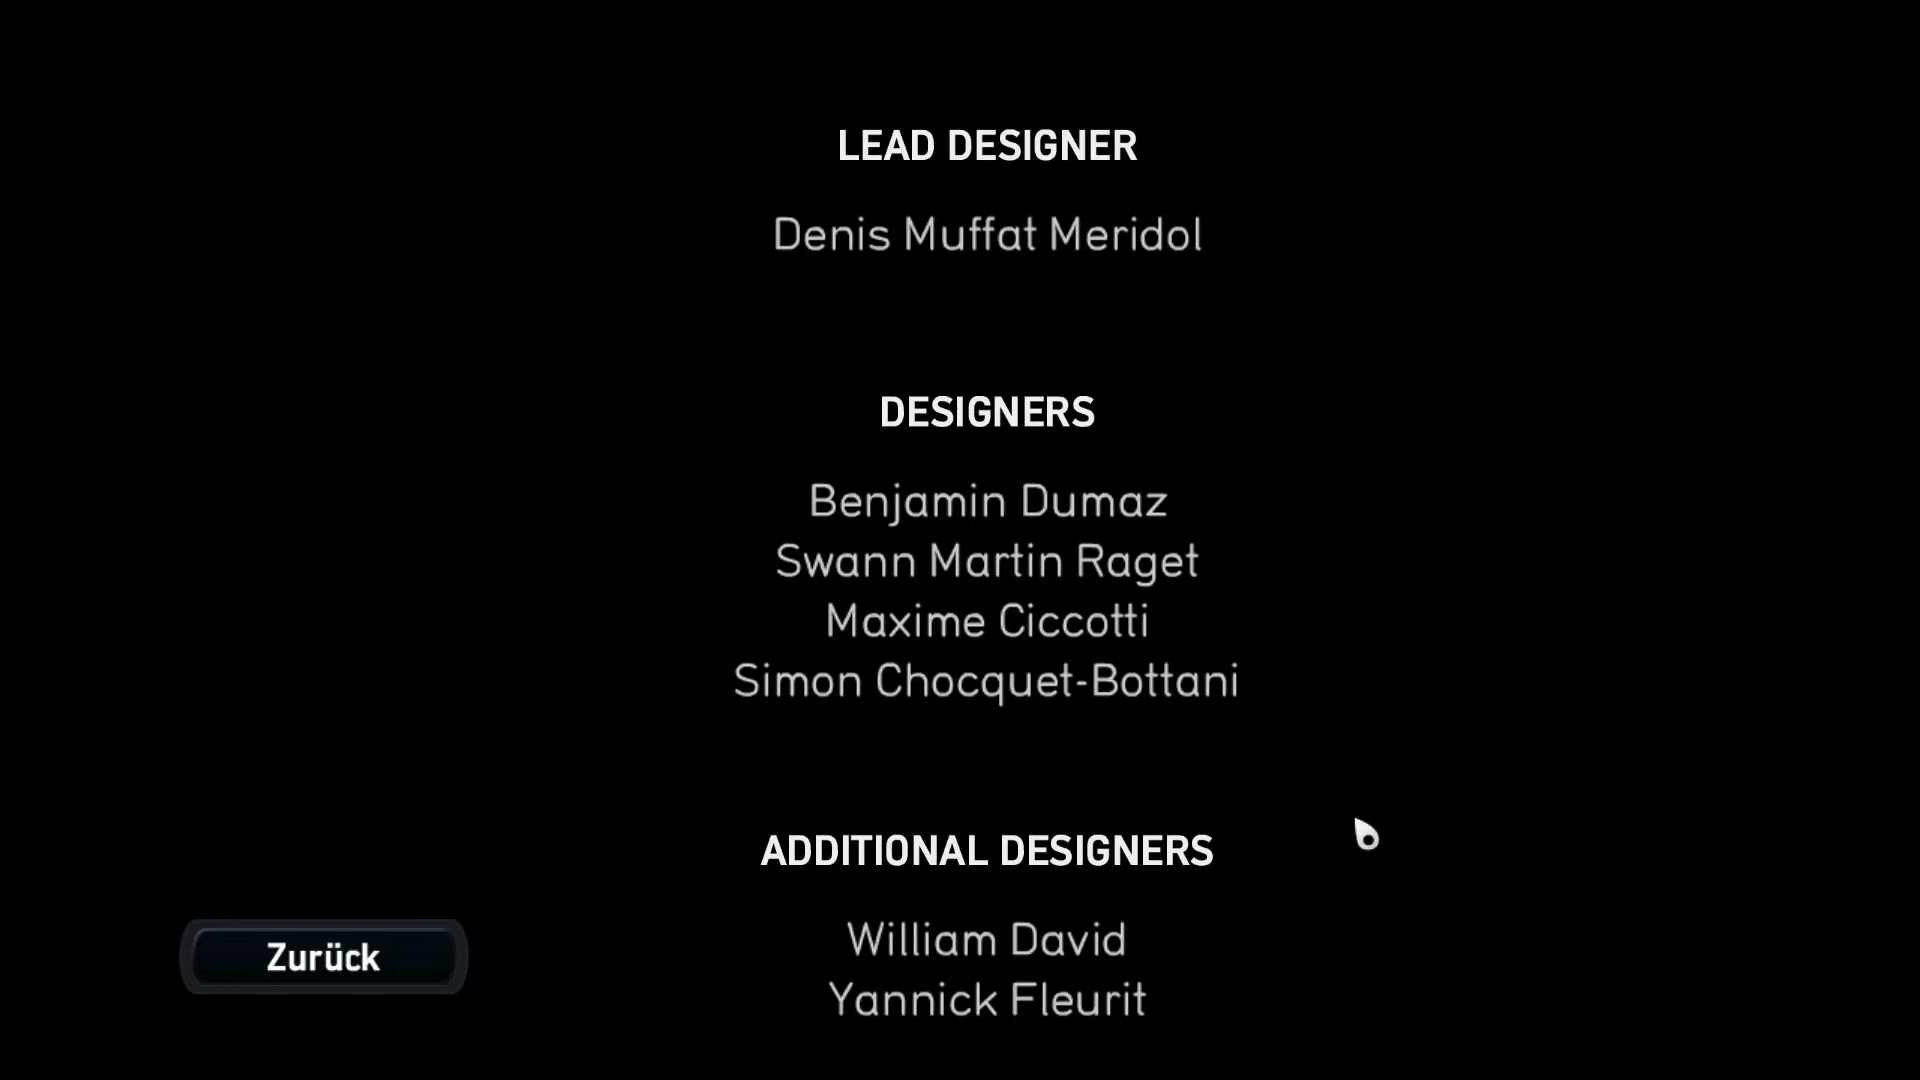 LEAD DESIGNER
Denis Muffat Meridol
DESIGNERS
Benjamin Dumaz
Swann Martin Raget
Maxime Ciccotti
Simon Chocquet-Bottani
ADDITIONAL DESIGNERS
William David
Yannick Fleurit
Zurück